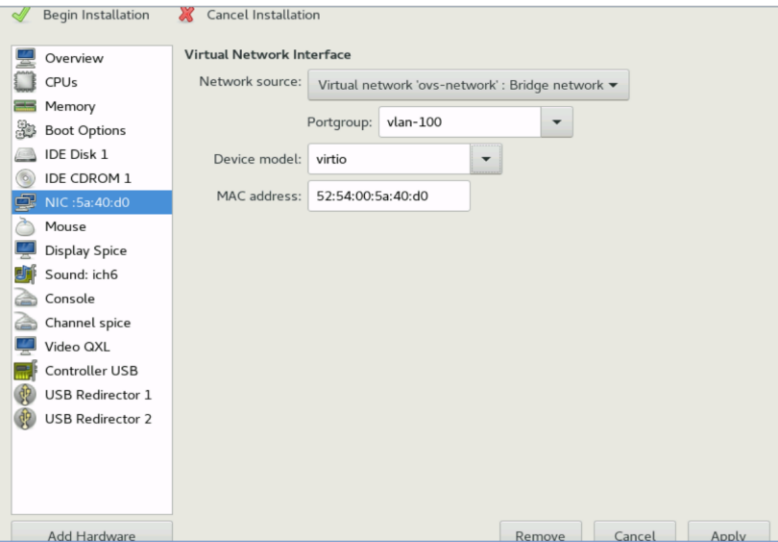 Begin Installation
Cancel Installation
Overview
CPUs
Memory
Boot Options
IDE Disk 1
IDE CDROM 1
NIC :5a:40:d0
Mouse
Display Spice
Sound: ich6
Console
Channel spice
Video QXL
Controller USB
USB Redirector 1
USB Redirector 2
Add Hardware
Virtual Network Interface
Network source: Virtual network 'ovs-network' : Bridge network
Portgroup: vlan-100
Device model: virtio
MAC address: 52:54:00:5a:40:d0
Remove
Cancel
Apply